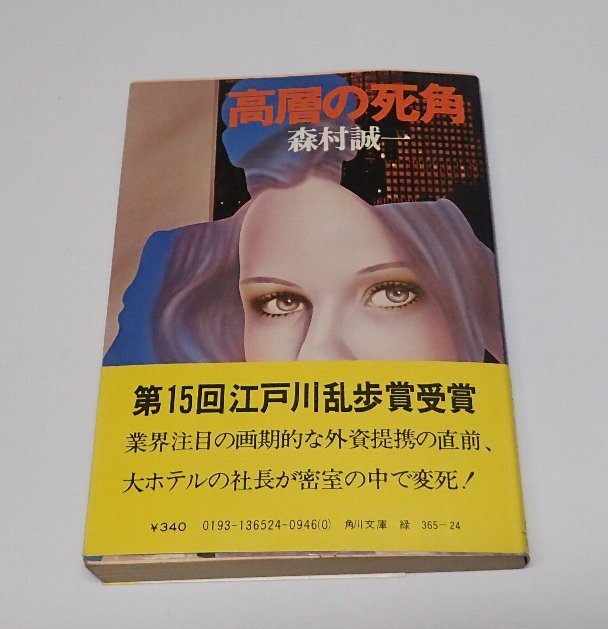 高層の死角
森村誠一
第15回江戸川乱歩賞受賞
業界注目の画期的な外資提携の直前、
大ホテルの社長が密室の中で変死!
¥340 0193-136524-0946(0) 角川文庫 緑 365-24